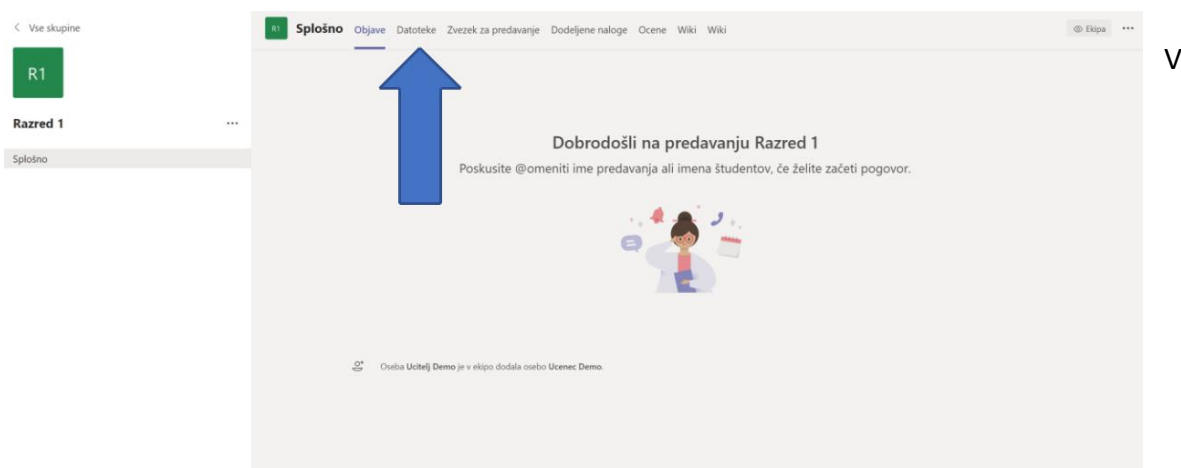 Vse skupine
R1
Razred 1
Splošno
R1 Splošno Objave Datoteke Zvezek za predavanje Dodeljene naloge Ocene Wiki Wiki Ekipa
V
Dobrodošli na predavanju Razred 1
Poskusite @omeniti ime predavanja ali imena študentov, če želite začeti pogovor.
Oseba Ucitelj Demo je v ekipo dodala osebo Ucenec Demo.